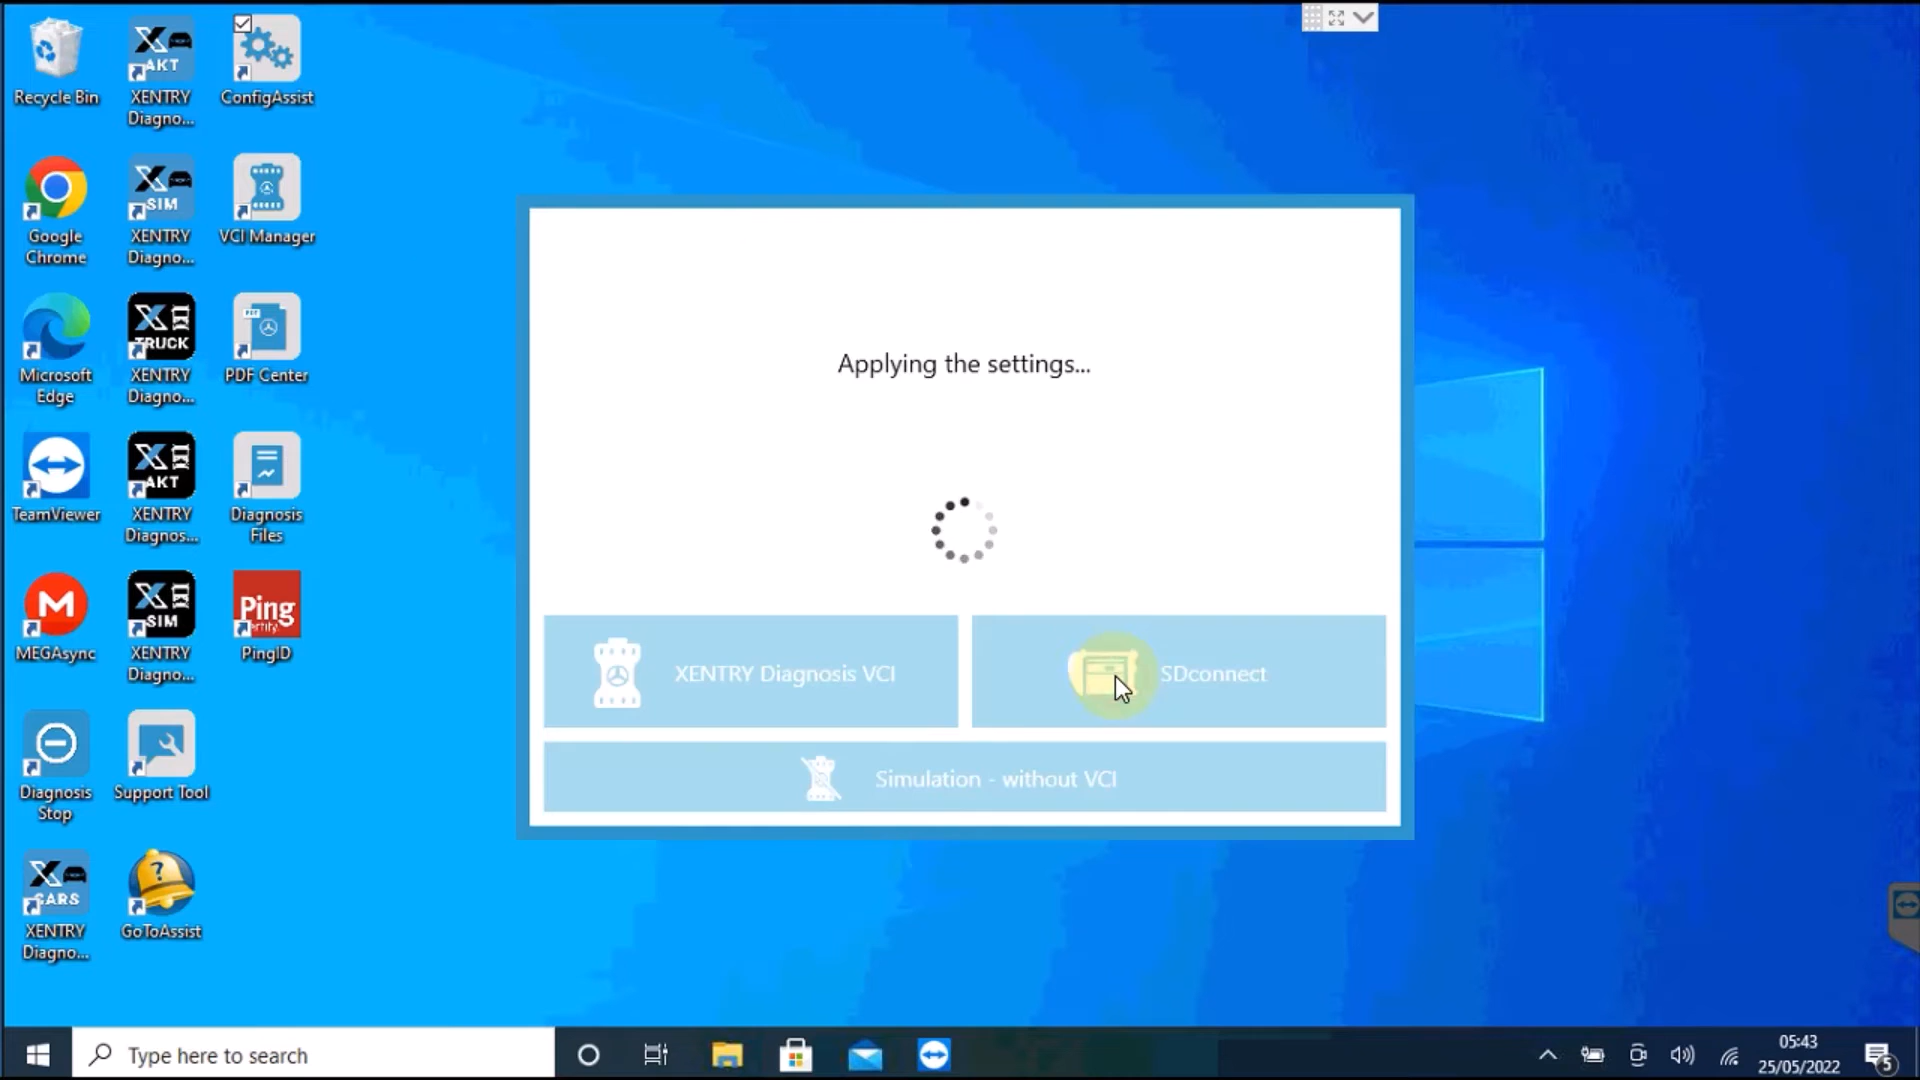 Recycle Bin
X
AKT
XENTRY
Diagno...
ConfigAssist
Google
Chrome
X
SIM
XENTRY
Diagno...
VCI Manager
Microsoft
Edge
X
TRUCK
XENTRY
Diagno...
PDF
PDF Center
TeamViewer
X
AKT
XENTRY
Diagnos...
Diagnosis
Files
M
MEGAsync
X
SIM
XENTRY
Diagno...
Ping
PingID
Diagnosis
Stop
Support Tool
X
CARS
XENTRY
Diagno...
?
GoToAssist
Applying the settings...
XENTRY Diagnosis VCI
SDconnect
Simulation - without VCI
Type here to search
05:43
25/05/2022
5